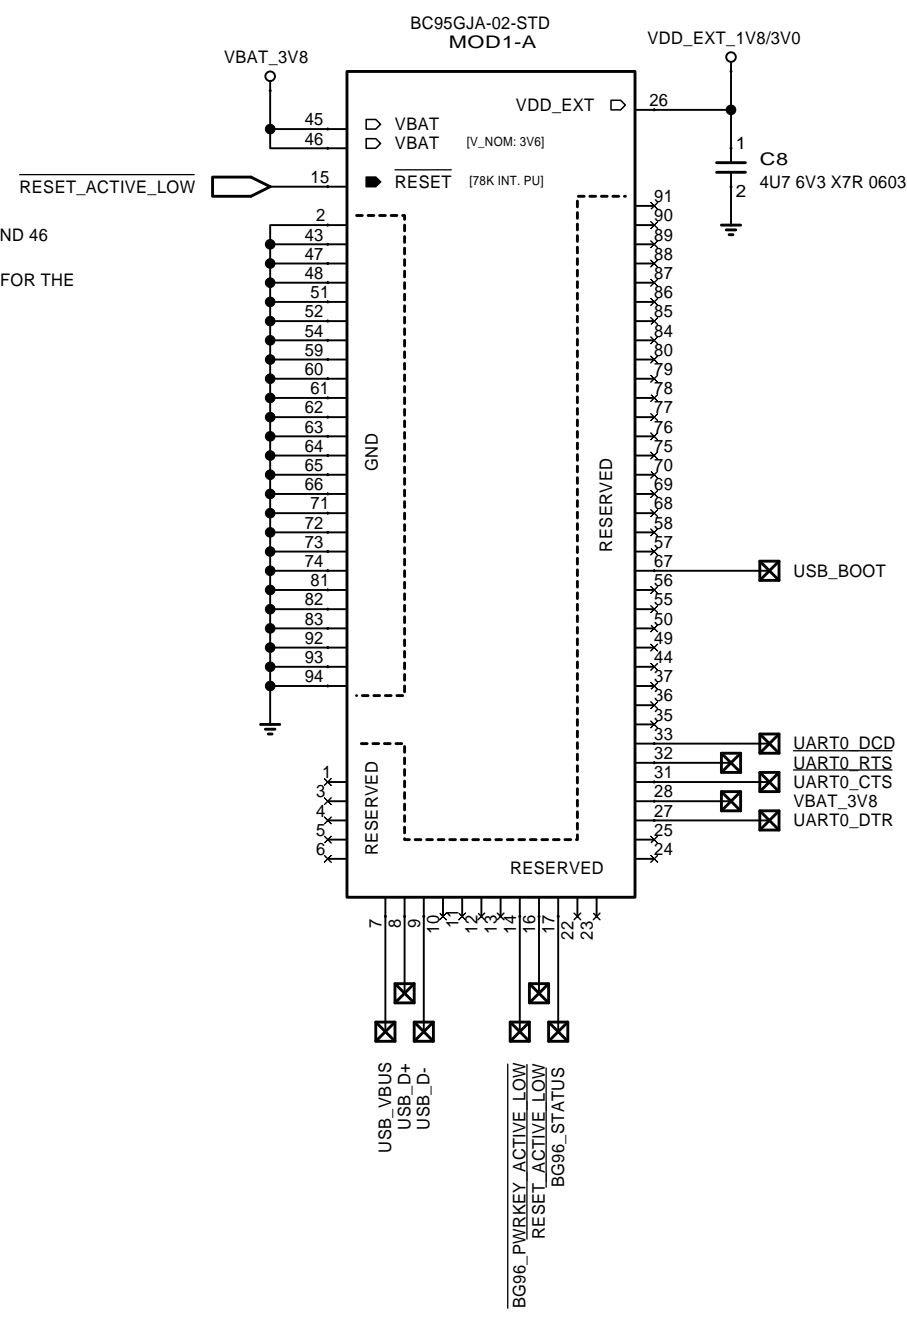 BC95GJA-02-STD
MOD1-A
VBAT_3V8
VDD_EXT_1V8/3V0
VDD_EXT
26
45
VBAT
46
VBAT
[V_NOM: 3V6]
1
C8
4U7 6V3 X7R 0603
2
RESET_ACTIVE_LOW
15
RESET
[78K INT. PU]
ND 46
FOR THE
2
43
47
48
51
52
54
59
60
61
62
63
64
65
66
71
72
73
74
81
82
83
92
93
94
GND
91
90
89
88
87
86
85
84
80
79
78
77
76
75
70
69
68
58
57
67
USB_BOOT
56
55
50
49
44
37
36
35
33
UART0_DCD
32
UART0_RTS
31
UART0_CTS
28
VBAT_3V8
27
UART0_DTR
25
24
RESERVED
1
3
4
5
6
RESERVED
RESERVED
7
8
9
10
11
12
13
14
16
17
22
23
USB_VBUS
USB_D+
USB_D-
BG96_PWRKEY_ACTIVE_LOW
RESET_ACTIVE_LOW
BG96_STATUS